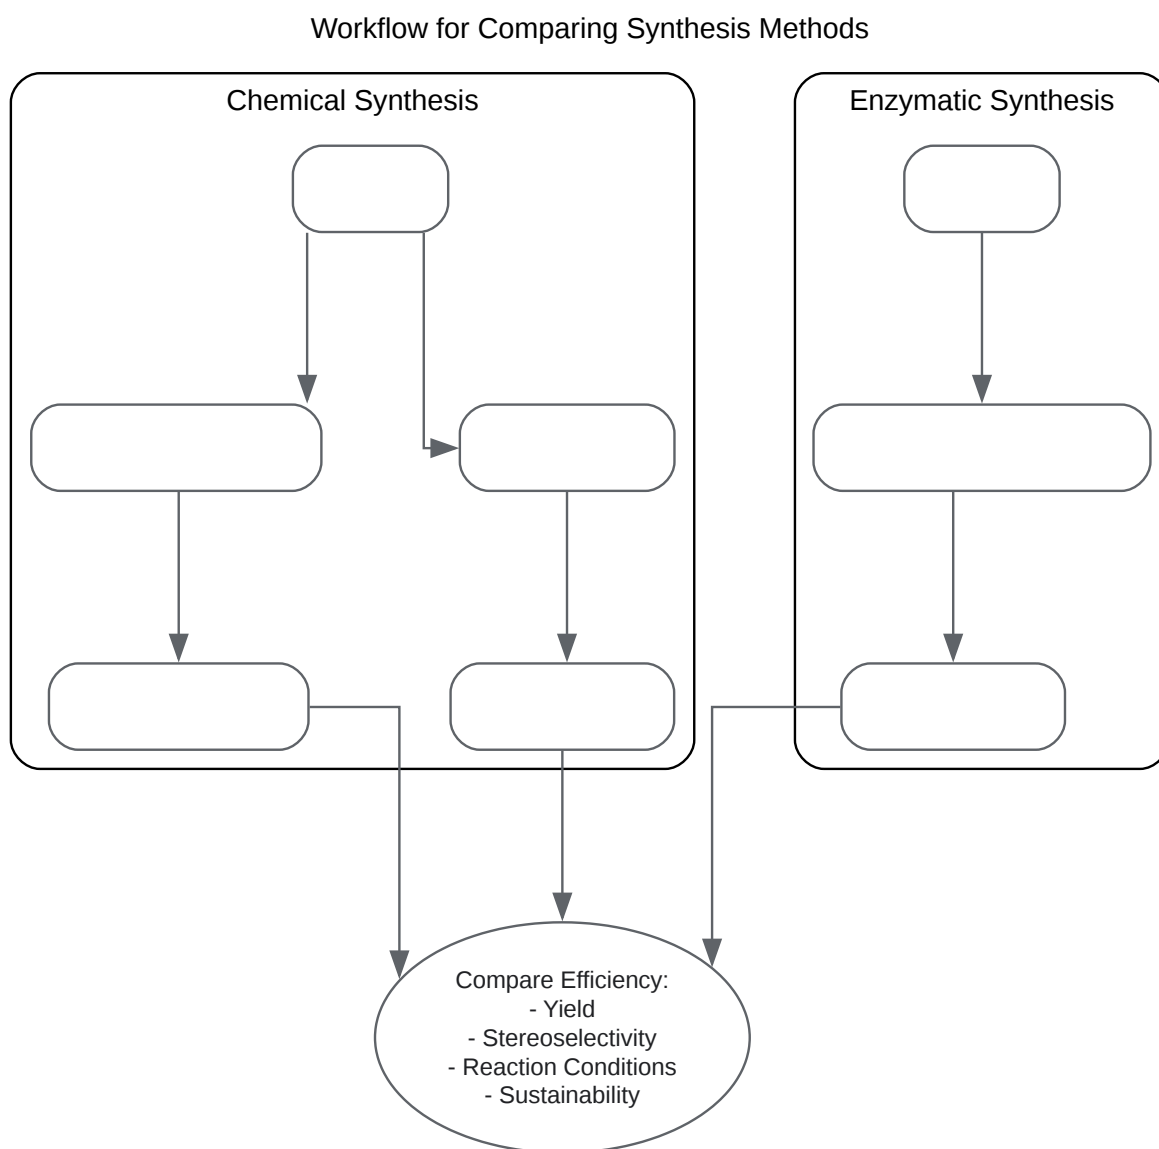 Workflow for Comparing Synthesis Methods
Chemical Synthesis
Enzymatic Synthesis
Compare Efficiency:
- Yield
- Stereoselectivity
- Reaction Conditions
- Sustainability